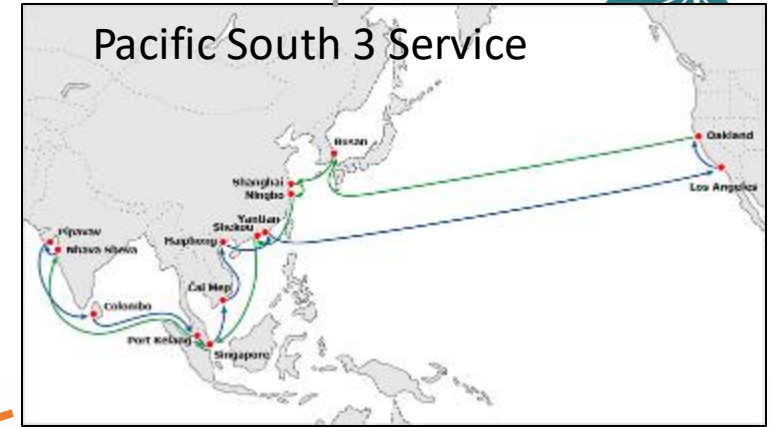 Pacific South 3 Service
Busan
Oakland
Shanghai
Ningbo
Los Angeles
Yantian
Shekou
Pipavav
Haiphong
Nhava Sheva
Cai Mep
Colombo
Port Kelang
Singapore